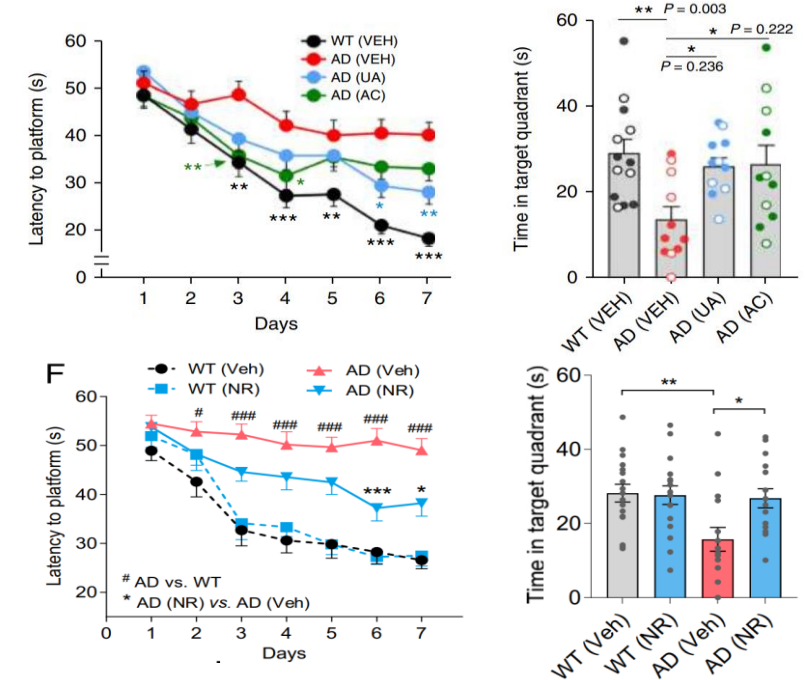 Latency to platform (s)
60
50
40
30
20
0
WT (VEH)
AD (VEH)
AD (UA)
AD (AC)
**
**
***
*
**
***
*
***
**
1 2 3 4 5 6 7
Days
Time in target quadrant (s)
60
40
20
0
** P = 0.003
* P = 0.222
*
P = 0.236
WT (VEH)
AD (VEH)
AD (UA)
AD (AC)
F
Latency to platform (s)
60
50
40
30
20
WT (Veh) AD (Veh)
WT (NR) AD (NR)
# ### ### ### ### ###
*** *
# AD vs. WT
* AD (NR) vs. AD (Veh)
0 1 2 3 4 5 6 7
Days
Time in target quadrant (s)
60
40
20
0
**
*
WT (Veh)
WT (NR)
AD (Veh)
AD (NR)